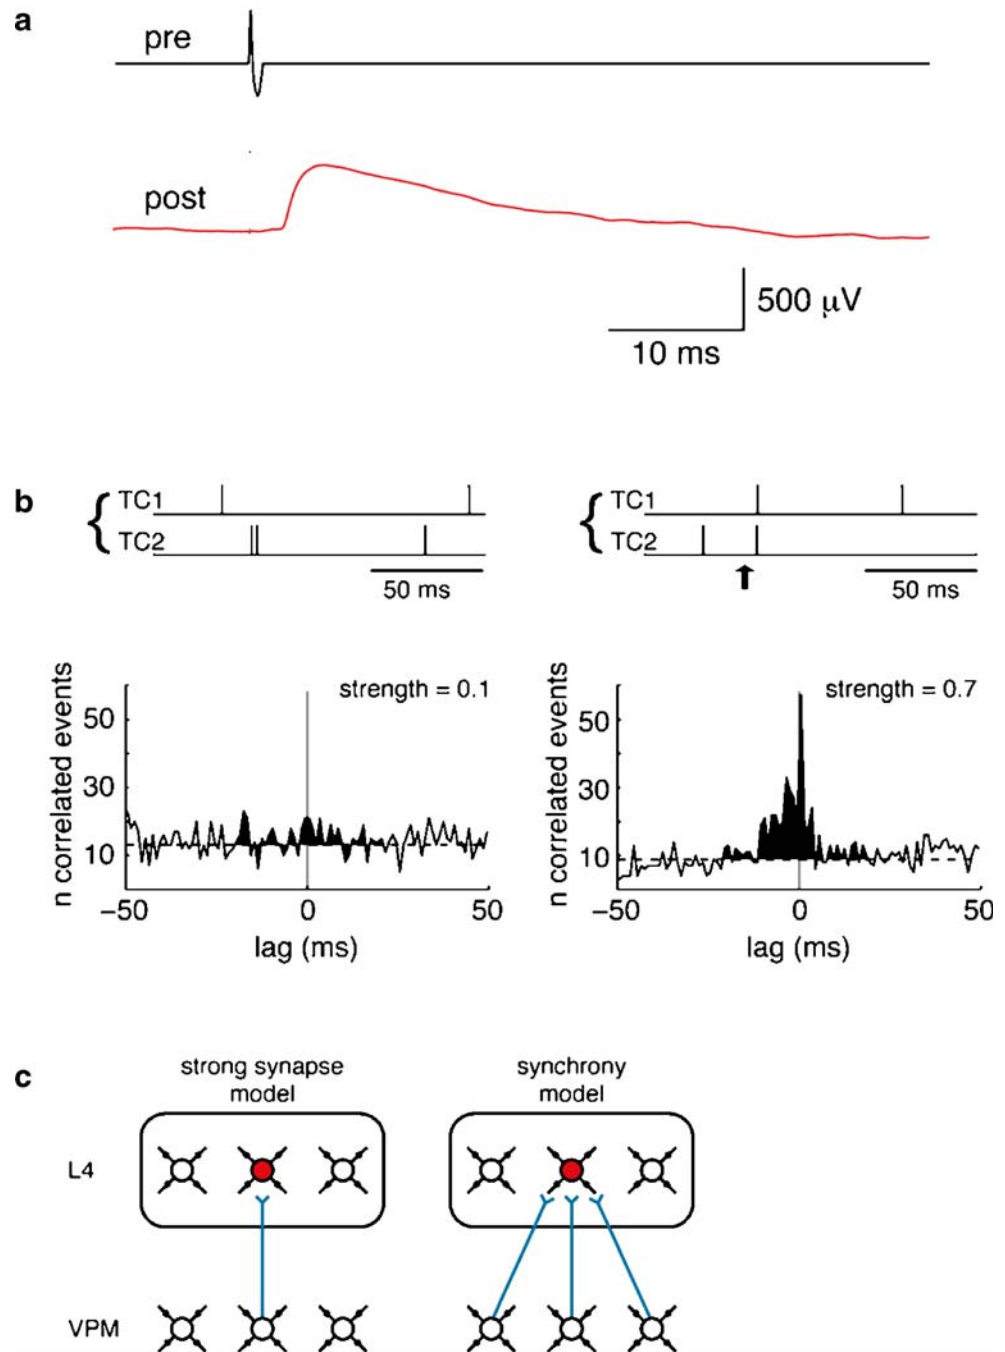 a
pre
post
500 μV
10 ms
b
TC1
TC2
50 ms
TC1
TC2
50 ms
n correlated events
strength = 0.1
50
30
10
−50
0
50
lag (ms)
n correlated events
strength = 0.7
50
30
10
−50
0
50
lag (ms)
c
strong synapse
model
synchrony
model
L4
VPM